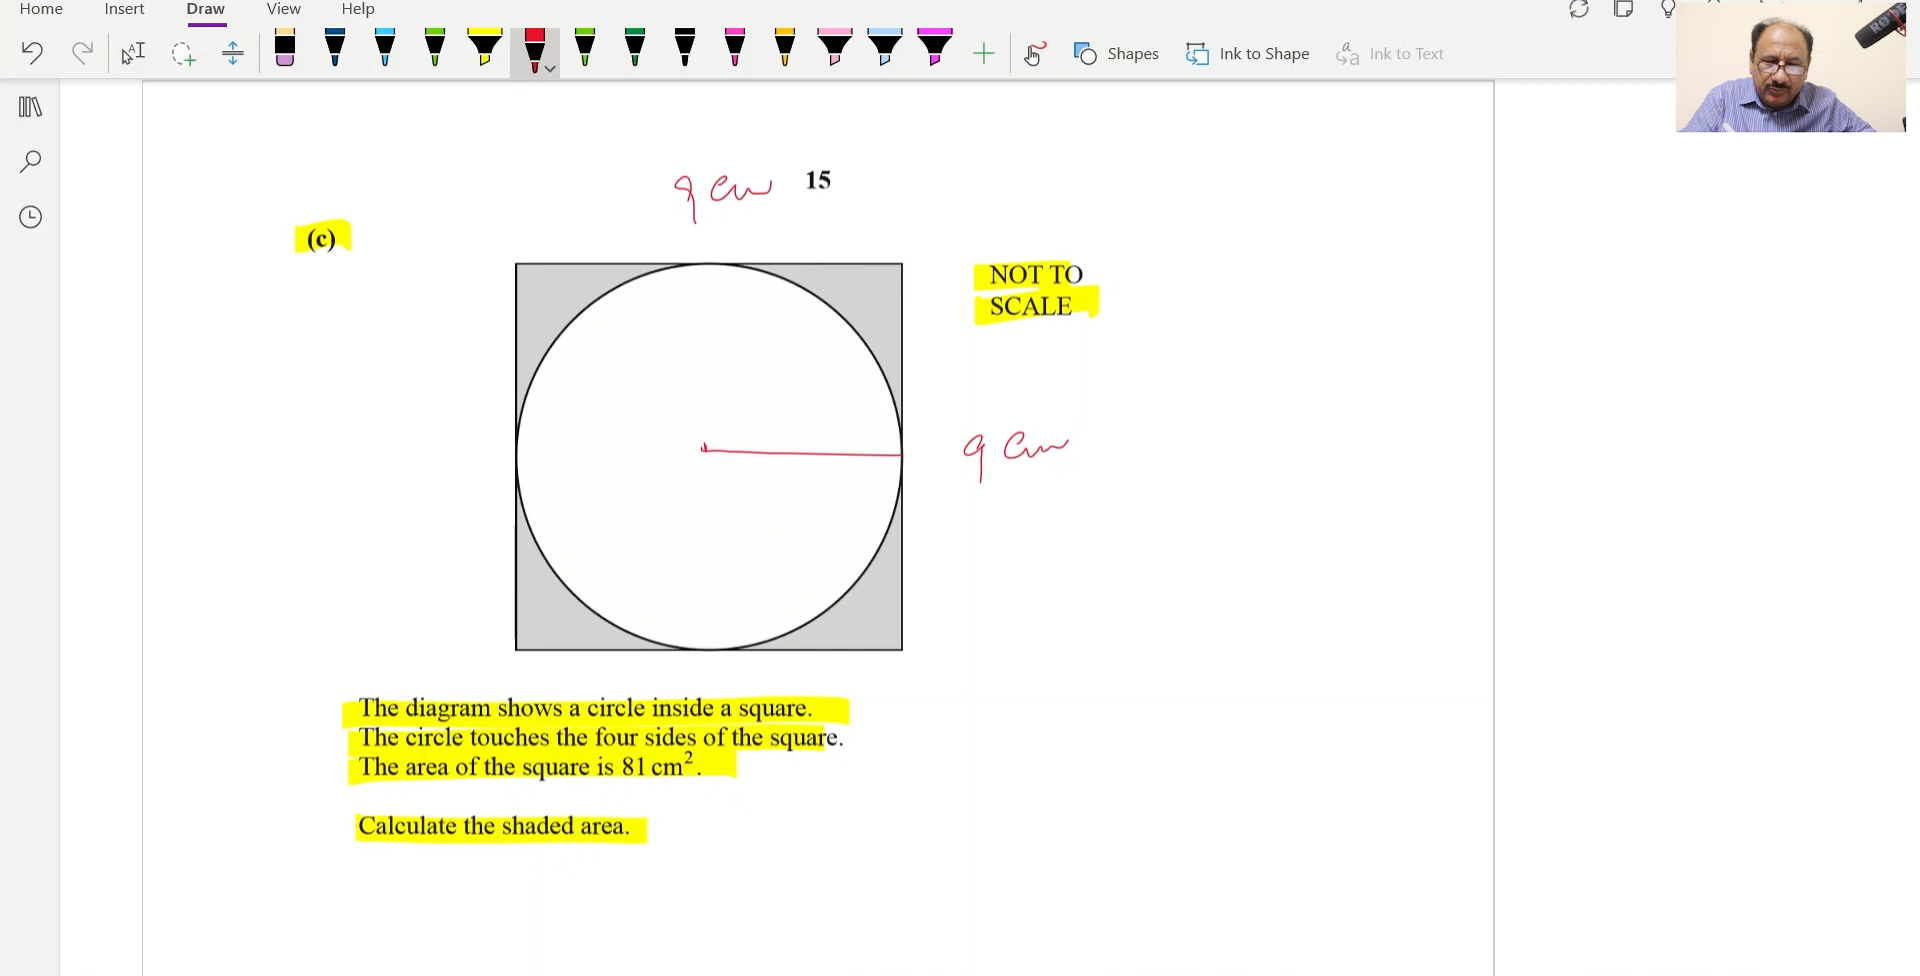 Home Insert Draw View Help
Shapes Ink to Shape Ink to Text
RODE
9 cm 15
(c)
NOT TO
SCALE
9 cm
The diagram shows a circle inside a square.
The circle touches the four sides of the square.
The area of the square is 81 cm².
Calculate the shaded area.